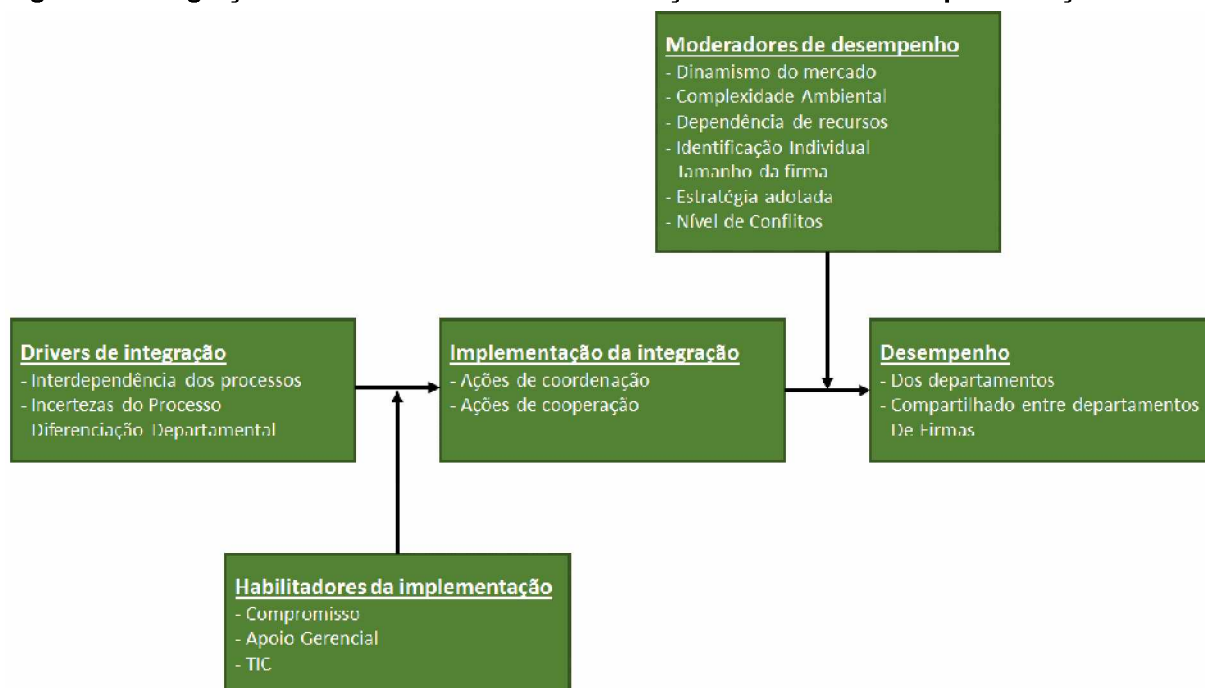 Moderadores de desempenho
- Dinamismo do mercado
- Complexidade Ambiental
- Dependência de recursos
- Identificação Individual
Tamanho da firma
- Estratégia adotada
- Nível de Conflitos
Drivers de integração
- Interdependência dos processos
- Incertezas do Processo
Diferenciação Departamental
Implementação da integração
- Ações de coordenação
- Ações de cooperação
Desempenho
- Dos departamentos
- Compartilhado entre departamentos
De Firmas
Habilitadores da implementação
- Compromisso
- Apoio Gerencial
- TIC